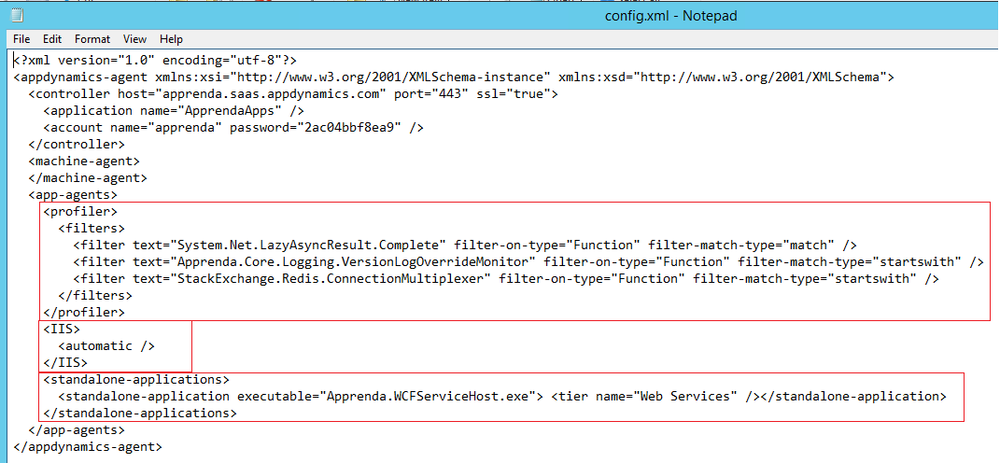 config.xml - Notepad
File Edit Format View Help
<?xml version="1.0" encoding="utf-8"?>
<appdynamics-agent xmlns:xsi="http://www.w3.org/2001/XMLSchema-instance" xmlns:xsd="http://www.w3.org/2001/XMLSchema">
  <controller host="apprenda.saas.appdynamics.com" port="443" ssl="true">
    <application name="ApprendaApps" />
    <account name="apprenda" password="2ac04bbf8ea9" />
  </controller>
  <machine-agent>
  </machine-agent>
  <app-agents>
    <profiler>
      <filters>
        <filter text="System.Net.LazyAsyncResult.Complete" filter-on-type="Function" filter-match-type="match" />
        <filter text="Apprenda.Core.Logging.VersionLogOverrideMonitor" filter-on-type="Function" filter-match-type="startswith" />
        <filter text="StackExchange.Redis.ConnectionMultiplexer" filter-on-type="Function" filter-match-type="startswith" />
      </filters>
    </profiler>
    <IIS>
      <automatic />
    </IIS>
    <standalone-applications>
      <standalone-application executable="Apprenda.WCFServiceHost.exe"> <tier name="Web Services" /></standalone-application>
    </standalone-applications>
  </app-agents>
</appdynamics-agent>